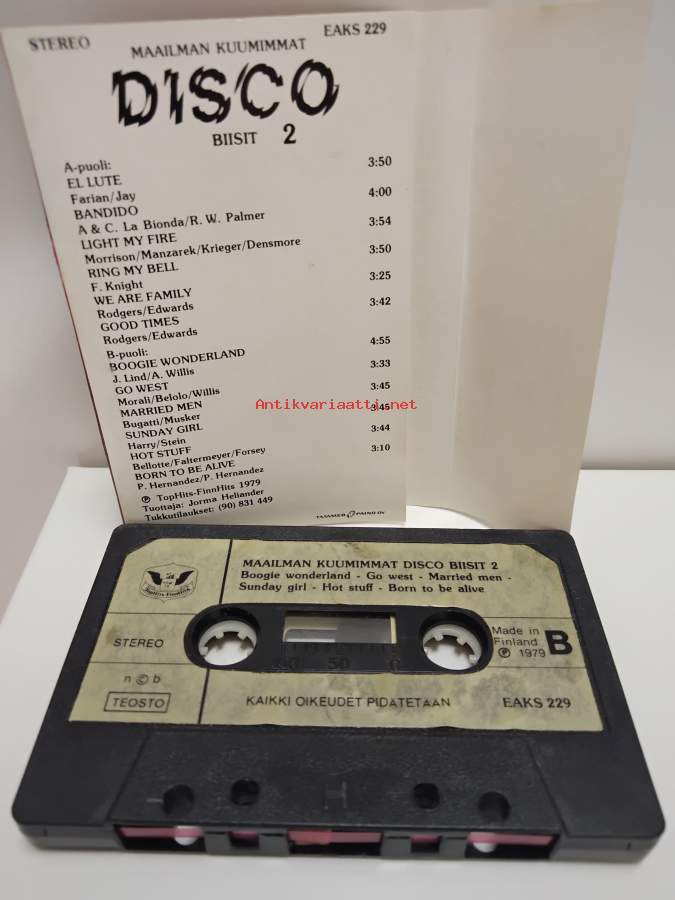 STEREO
EAKS 229
MAAILMAN KUUMIMMAT
DISCO
BIISIT 2
A-puoli:
EL LUTE 3:50
Farian/Jay
BANDIDO 4:00
A & C. La Bionda/R. W. Palmer
LIGHT MY FIRE 3:54
Morrison/Manzarek/Krieger/Densmore
RING MY BELL 3:50
F. Knight
WE ARE FAMILY 3:25
Rodgers/Edwards
GOOD TIMES 3:42
Rodgers/Edwards
B-puoli:
BOOGIE WONDERLAND 4:55
J. Lind/A. Willis
GO WEST 3:33
Morali/Belolo/Willis
MARRIED MEN 3:45
Bugatti/Musker
SUNDAY GIRL 3:45
Harry/Stein
HOT STUFF 3:44
Bellotte/Faltermeyer/Forsey
BORN TO BE ALIVE 3:10
P. Hernandez/P. Hernandez
℗ TopHits-FinnHits 1979
Tuottaja: Jorma Heliander
Tukkutilaukset: (90) 831 449
Antikvariaatti.net
MAAILMAN KUUMIMMAT DISCO BIISIT 2
Boogie wonderland - Go west - Married men -
Sunday girl - Hot stuff - Born to be alive
STEREO
Made in
Finland
℗ 1979
B
50
n © b
TEOSTO
KAIKKI OIKEUDET PIDÄTETÄÄN
EAKS 229